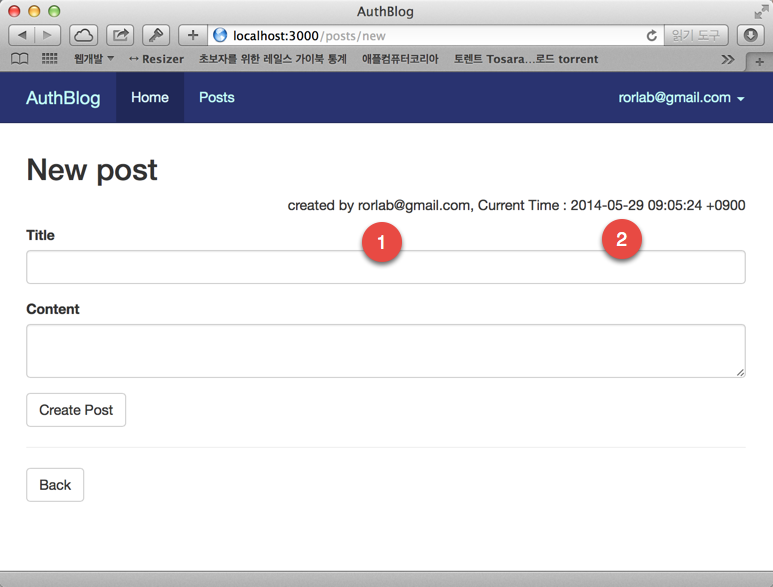 AuthBlog
localhost:3000/posts/new
읽기 도구
웹개발 ▼ ↔ Resizer 초보자를 위한 레일스 가이북 통계 애플컴퓨터코리아 토렌트 Tosara...로드 torrent
AuthBlog Home Posts rorlab@gmail.com
New post
created by rorlab@gmail.com, Current Time : 2014-05-29 09:05:24 +0900
1 2
Title
Content
Create Post
Back